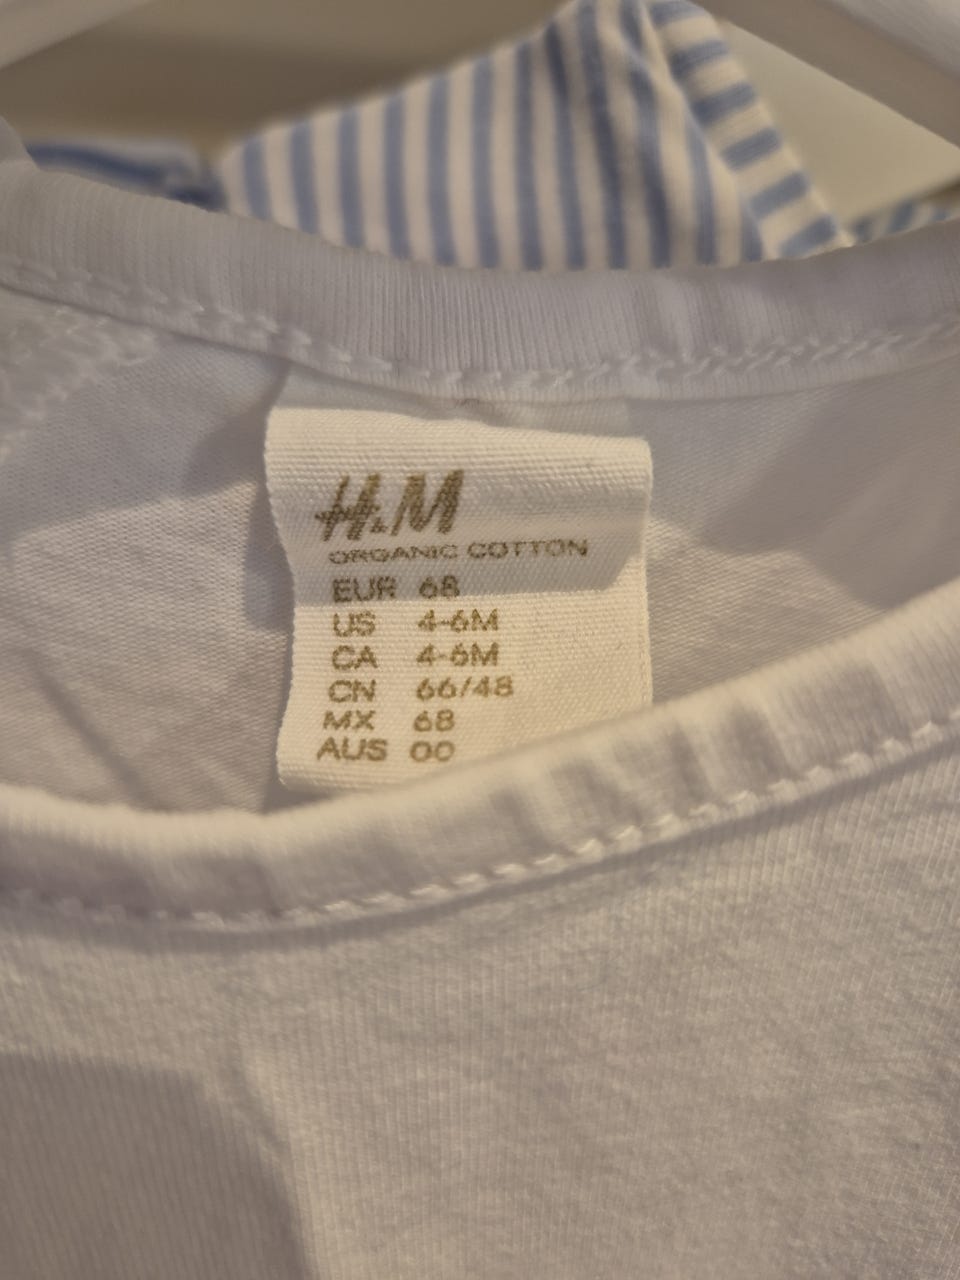 H&M
ORGANIC COTTON
EUR 68
US 4-6M
CA 4-6M
CN 66/48
MX 68
AUS 00